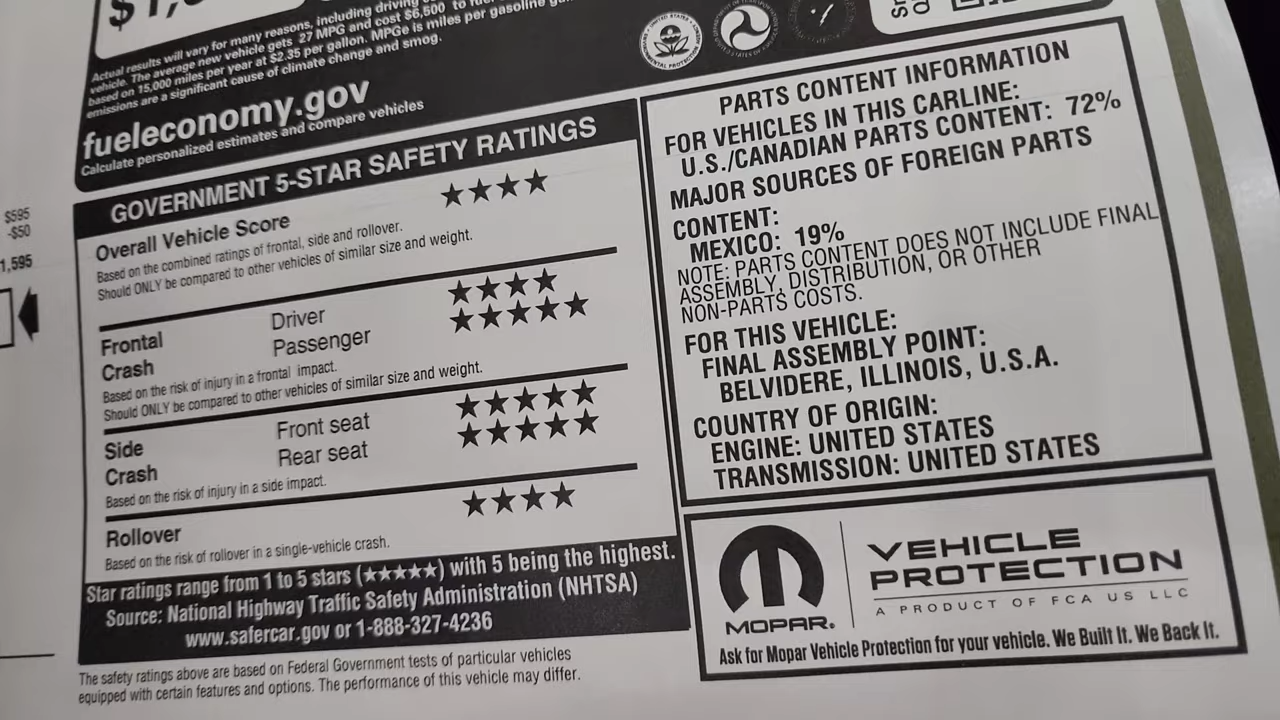 $1,
Actual results will vary for many reasons, including driving
vehicle. The average new vehicle gets 27 MPG and cost $6,500 to fuel
based on 15,000 miles per year at $2.35 per gallon. MPGe is miles per gasoline
emissions are a significant cause of climate change and smog.
fueleconomy.gov
Calculate personalized estimates and compare vehicles
$595
-$50
1,595
GOVERNMENT 5-STAR SAFETY RATINGS
Overall Vehicle Score ★★★★
Based on the combined ratings of frontal, side and rollover.
Should ONLY be compared to other vehicles of similar size and weight.
Frontal Driver ★★★★
Crash Passenger ★★★★★
Based on the risk of injury in a frontal impact.
Should ONLY be compared to other vehicles of similar size and weight.
Side Front seat ★★★★★
Crash Rear seat ★★★★★
Based on the risk of injury in a side impact.
Rollover ★★★★
Based on the risk of rollover in a single-vehicle crash.
Star ratings range from 1 to 5 stars (★★★★★) with 5 being the highest.
Source: National Highway Traffic Safety Administration (NHTSA)
www.safercar.gov or 1-888-327-4236
The safety ratings above are based on Federal Government tests of particular vehicles
equipped with certain features and options. The performance of this vehicle may differ.
PARTS CONTENT INFORMATION
FOR VEHICLES IN THIS CARLINE:
U.S./CANADIAN PARTS CONTENT: 72%
MAJOR SOURCES OF FOREIGN PARTS
CONTENT:
MEXICO: 19%
NOTE: PARTS CONTENT DOES NOT INCLUDE FINAL
ASSEMBLY, DISTRIBUTION, OR OTHER
NON-PARTS COSTS.
FOR THIS VEHICLE:
FINAL ASSEMBLY POINT:
BELVIDERE, ILLINOIS, U.S.A.
COUNTRY OF ORIGIN:
ENGINE: UNITED STATES
TRANSMISSION: UNITED STATES
MOPAR®
VEHICLE
PROTECTION
A PRODUCT OF FCA US LLC
Ask for Mopar Vehicle Protection for your vehicle. We Built It. We Back It.